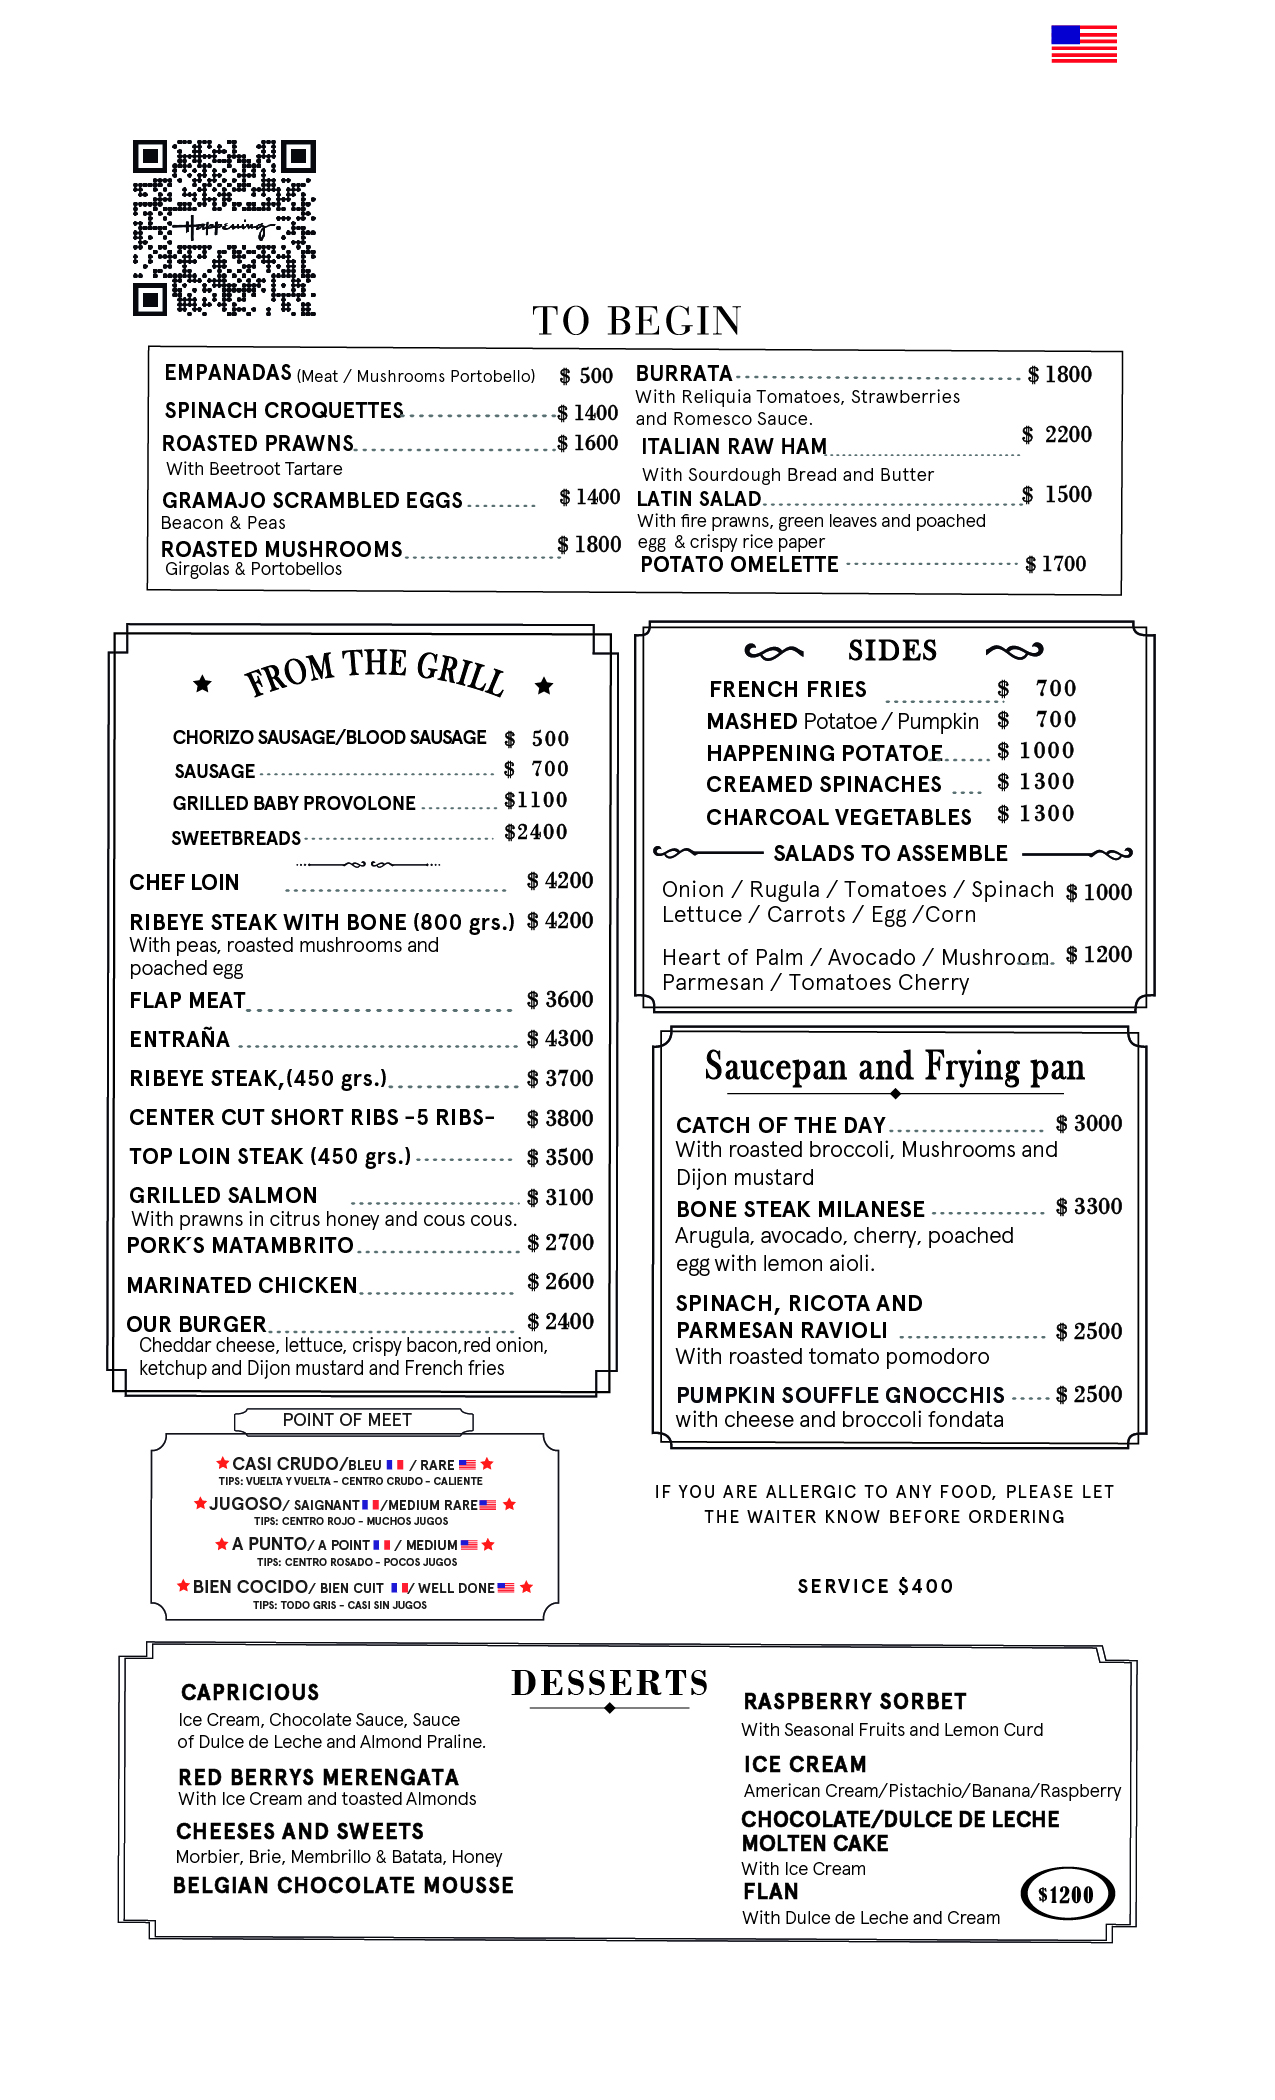 Happening
TO BEGIN
EMPANADAS (Meat / Mushrooms Portobello) $ 500
SPINACH CROQUETTES $ 1400
ROASTED PRAWNS $ 1600
With Beetroot Tartare
GRAMAJO SCRAMBLED EGGS $ 1400
Beacon & Peas
ROASTED MUSHROOMS $ 1800
Girgolas & Portobellos
BURRATA $ 1800
With Reliquia Tomatoes, Strawberries
and Romesco Sauce.
ITALIAN RAW HAM $ 2200
With Sourdough Bread and Butter
LATIN SALAD $ 1500
With fire prawns, green leaves and poached
egg & crispy rice paper
POTATO OMELETTE $ 1700
FROM THE GRILL
CHORIZO SAUSAGE/BLOOD SAUSAGE $ 500
SAUSAGE $ 700
GRILLED BABY PROVOLONE $1100
SWEETBREADS $2400
CHEF LOIN $ 4200
RIBEYE STEAK WITH BONE (800 grs.) $ 4200
With peas, roasted mushrooms and
poached egg
FLAP MEAT $ 3600
ENTRAÑA $ 4300
RIBEYE STEAK,(450 grs.) $ 3700
CENTER CUT SHORT RIBS -5 RIBS- $ 3800
TOP LOIN STEAK (450 grs.) $ 3500
GRILLED SALMON $ 3100
With prawns in citrus honey and cous cous.
PORK´S MATAMBRITO $ 2700
MARINATED CHICKEN $ 2600
OUR BURGER $ 2400
Cheddar cheese, lettuce, crispy bacon,red onion,
ketchup and Dijon mustard and French fries
SIDES
FRENCH FRIES $ 700
MASHED Potatoe / Pumpkin $ 700
HAPPENING POTATOE $ 1000
CREAMED SPINACHES $ 1300
CHARCOAL VEGETABLES $ 1300
SALADS TO ASSEMBLE
Onion / Rugula / Tomatoes / Spinach $ 1000
Lettuce / Carrots / Egg /Corn
Heart of Palm / Avocado / Mushroom $ 1200
Parmesan / Tomatoes Cherry
Saucepan and Frying pan
CATCH OF THE DAY $ 3000
With roasted broccoli, Mushrooms and
Dijon mustard
BONE STEAK MILANESE $ 3300
Arugula, avocado, cherry, poached
egg with lemon aioli.
SPINACH, RICOTA AND
PARMESAN RAVIOLI $ 2500
With roasted tomato pomodoro
PUMPKIN SOUFFLE GNOCCHIS $ 2500
with cheese and broccoli fondata
POINT OF MEET
CASI CRUDO/BLEU / RARE
TIPS: VUELTA Y VUELTA - CENTRO CRUDO - CALIENTE
JUGOSO/ SAIGNANT /MEDIUM RARE
TIPS: CENTRO ROJO - MUCHOS JUGOS
A PUNTO/ A POINT / MEDIUM
TIPS: CENTRO ROSADO - POCOS JUGOS
BIEN COCIDO/ BIEN CUIT / WELL DONE
TIPS: TODO GRIS - CASI SIN JUGOS
IF YOU ARE ALLERGIC TO ANY FOOD, PLEASE LET
THE WAITER KNOW BEFORE ORDERING
SERVICE $400
DESSERTS
CAPRICIOUS
Ice Cream, Chocolate Sauce, Sauce
of Dulce de Leche and Almond Praline.
RED BERRYS MERENGATA
With Ice Cream and toasted Almonds
CHEESES AND SWEETS
Morbier, Brie, Membrillo & Batata, Honey
BELGIAN CHOCOLATE MOUSSE
RASPBERRY SORBET
With Seasonal Fruits and Lemon Curd
ICE CREAM
American Cream/Pistachio/Banana/Raspberry
CHOCOLATE/DULCE DE LECHE
MOLTEN CAKE
With Ice Cream
FLAN
With Dulce de Leche and Cream
$1200